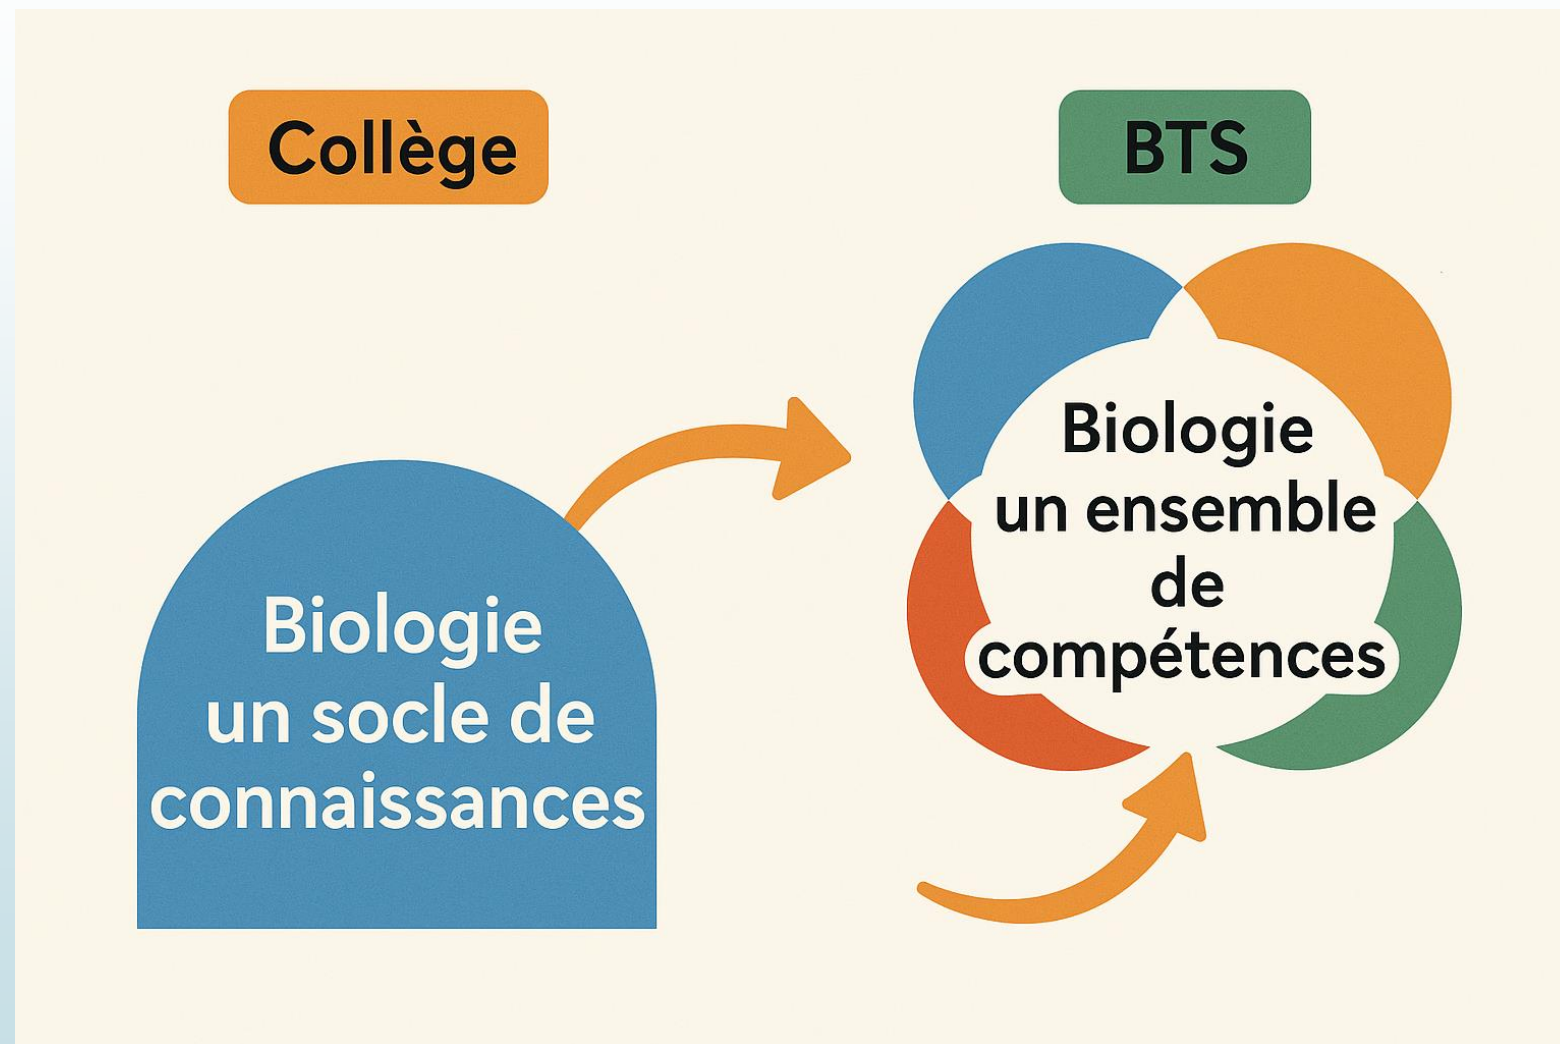 Collège
BTS
Biologie
un socle de
connaissances
Biologie
un ensemble
de
compétences